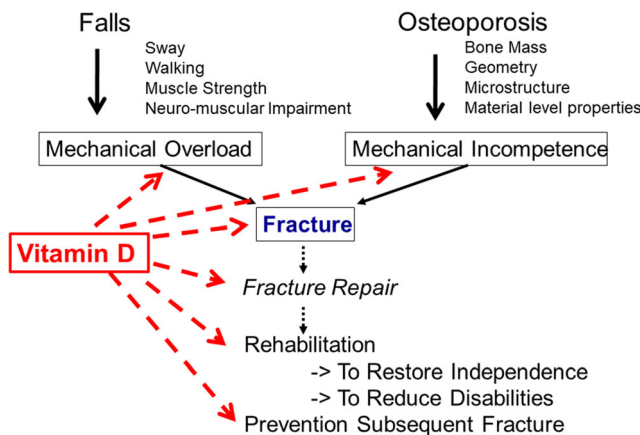 Falls
Sway
Walking
Muscle Strength
Neuro-muscular Impairment
Osteoporosis
Bone Mass
Geometry
Microstructure
Material level properties
Mechanical Overload
Mechanical Incompetence
Fracture
Vitamin D
Fracture Repair
Rehabilitation
-> To Restore Independence
-> To Reduce Disabilities
Prevention Subsequent Fracture